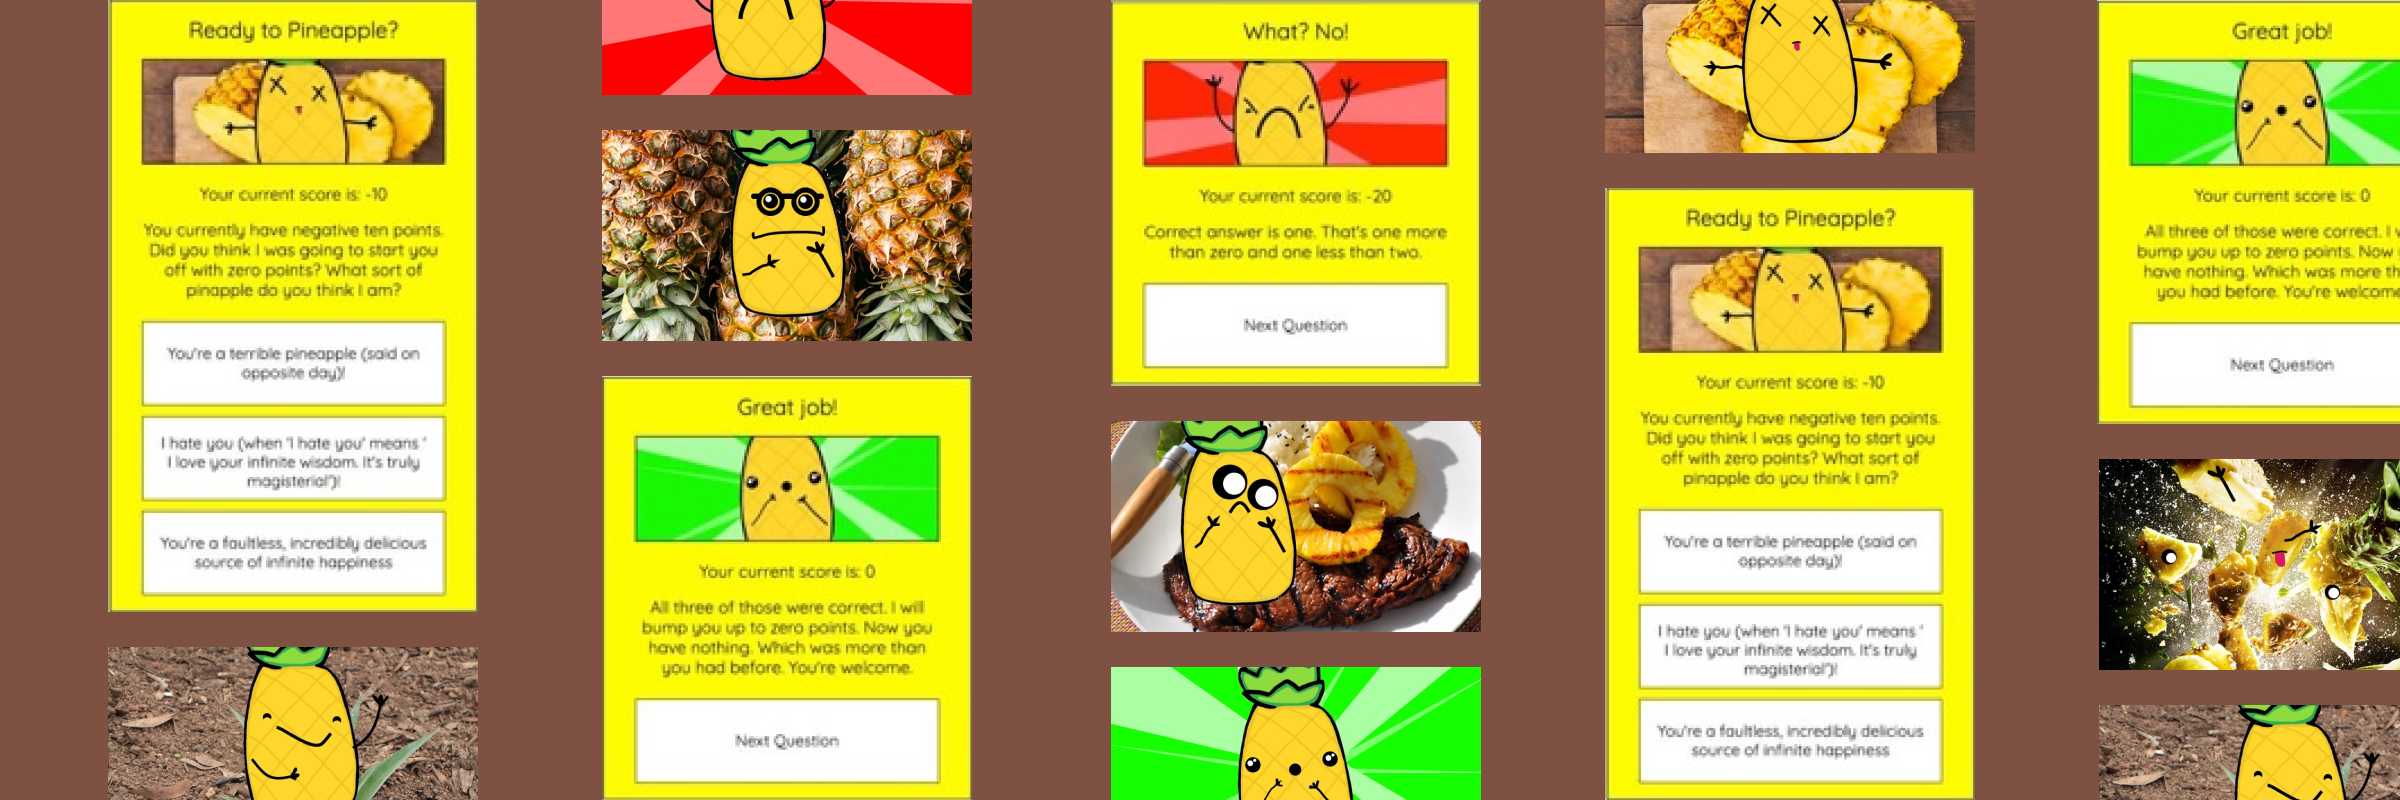 Ready to Pineapple?
Your current score is: -10
You currently have negative ten points.
Did you think I was going to start you
off with zero points? What sort of
pinapple do you think I am?
You're a terrible pineapple (said on
opposite day)!
I hate you (when 'I hate you' means '
I love your infinite wisdom. It's truly
magisterial')!
You're a faultless, incredibly delicious
source of infinite happiness
Great job!
Your current score is: 0
All three of those were correct. I will
bump you up to zero points. Now you
have nothing. Which was more than
you had before. You're welcome.
Next Question
What? No!
Your current score is: -20
Correct answer is one. That's one more
than zero and one less than two.
Next Question
Ready to Pineapple?
Your current score is: -10
You currently have negative ten points.
Did you think I was going to start you
off with zero points? What sort of
pinapple do you think I am?
You're a terrible pineapple (said on
opposite day)!
I hate you (when 'I hate you' means '
I love your infinite wisdom. It's truly
magisterial')!
You're a faultless, incredibly delicious
source of infinite happiness
Great job!
Your current score is: 0
All three of those were correct. I
bump you up to zero points. Now
have nothing. Which was more
you had before. You're
Next Question